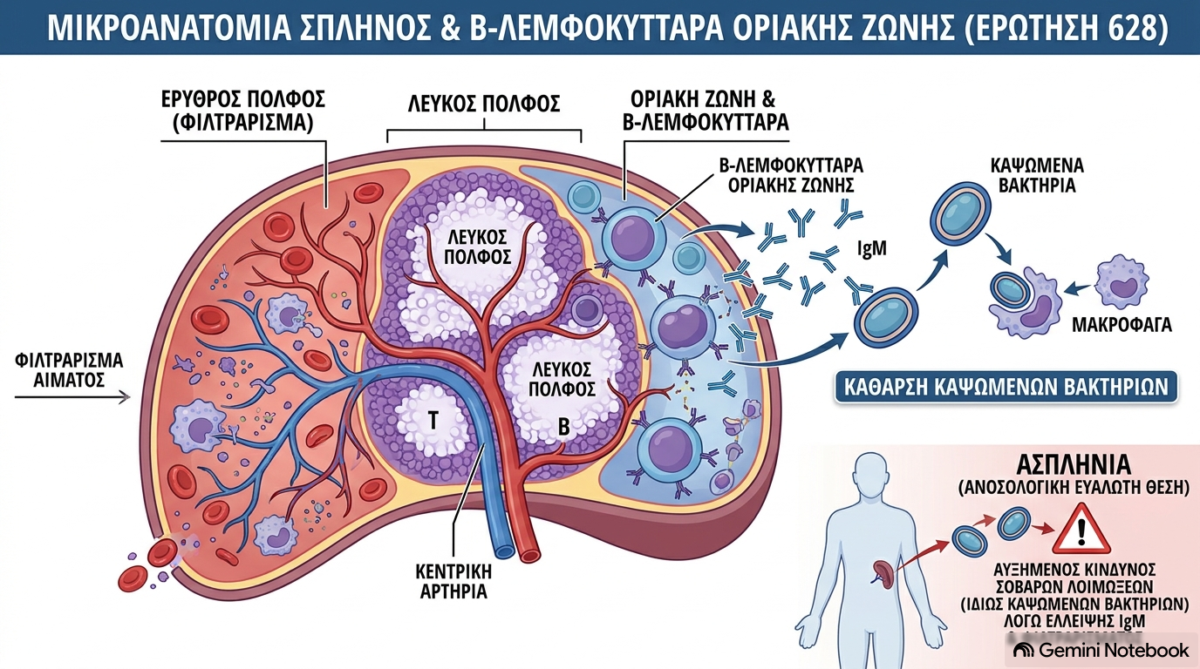 ΜΙΚΡΟΑΝΑΤΟΜΙΑ ΣΠΛΗΝΟΣ & Β-ΛΕΜΦΟΚΥΤΤΑΡΑ ΟΡΙΑΚΗΣ ΖΩΝΗΣ (ΕΡΩΤΗΣΗ 628)
ΕΡΥΘΡΟΣ ΠΟΛΦΟΣ
(ΦΙΛΤΡΑΡΙΣΜΑ)
ΛΕΥΚΟΣ ΠΟΛΦΟΣ
ΟΡΙΑΚΗ ΖΩΝΗ &
Β-ΛΕΜΦΟΚΥΤΤΑΡΑ
Β-ΛΕΜΦΟΚΥΤΤΑΡΑ
ΟΡΙΑΚΗΣ ΖΩΝΗΣ
ΚΑΨΩΜΕΝΑ
ΒΑΚΤΗΡΙΑ
ΛΕΥΚΟΣ
ΠΟΛΦΟΣ
IgM
ΜΑΚΡΟΦΑΓΑ
ΦΙΛΤΡΑΡΙΣΜΑ
ΑΙΜΑΤΟΣ
ΛΕΥΚΟΣ
ΠΟΛΦΟΣ
T
B
ΚΑΘΑΡΣΗ ΚΑΨΩΜΕΝΩΝ ΒΑΚΤΗΡΙΩΝ
ΚΕΝΤΡΙΚΗ
ΑΡΤΗΡΙΑ
ΑΣΠΛΗΝΙΑ
(ΑΝΟΣΟΛΟΓΙΚΗ ΕΥΑΛΩΤΗ ΘΕΣΗ)
ΑΥΞΗΜΕΝΟΣ ΚΙΝΔΥΝΟΣ
ΣΟΒΑΡΩΝ ΛΟΙΜΩΞΕΩΝ
(ΙΔΙΩΣ ΚΑΨΩΜΕΝΩΝ ΒΑΚΤΗΡΙΩΝ)
ΛΟΓΩ ΕΛΛΕΙΨΗΣ IgM
Gemini Notebook